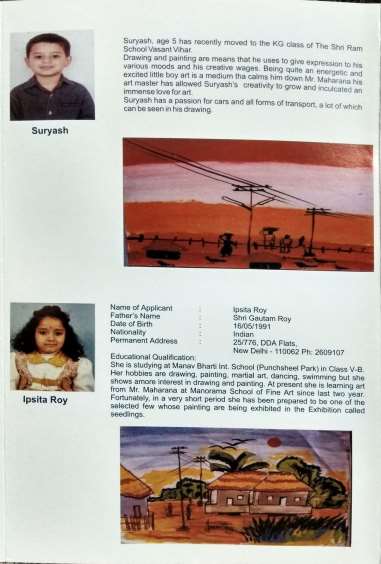 Suryash, age 5 has recently moved to the KG class of The Shri Ram
School Vasant Vihar.
Drawing and painting are means that he uses to give expression to his
various moods and his creative wages. Being quite an energetic and
excited little boy art is a medium tha calms him down Mr. Maharana his
art master has allowed Suryash's creativity to grow and inculcated an
immense love for art.
Suryash has a passion for cars and all forms of transport, a lot of which
can be seen in his drawing.
Suryash
Name of Applicant : Ipsita Roy
Father's Name : Shri Gautam Roy
Date of Birth : 16/05/1991
Nationality : Indian
Permanent Address : 25/776, DDA Flats,
New Delhi - 110062 Ph: 2609107
Educational Qualification:
She is studying at Manav Bharti Int. School (Punchsheel Park) in Class V-B.
Her hobbies are drawing, painting, martial art, dancing, swimming but she
shows amore interest in drawing and painting. At present she is learning art
from Mr. Maharana at Manorama School of Fine Art since last two year.
Fortunately, in a very short period she has been prepared to be one of the
selected few whose painting are being exhibited in the Exhibition called
seedlings.
Ipsita Roy